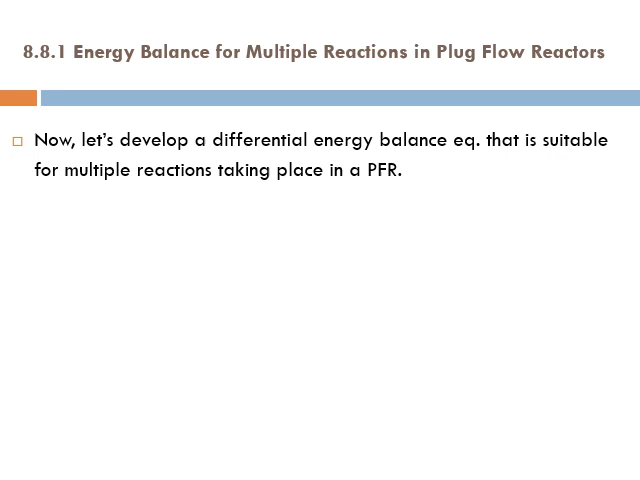 8.8.1 Energy Balance for Multiple Reactions in Plug Flow Reactors
Now, let's develop a differential energy balance eq. that is suitable
for multiple reactions taking place in a PFR.